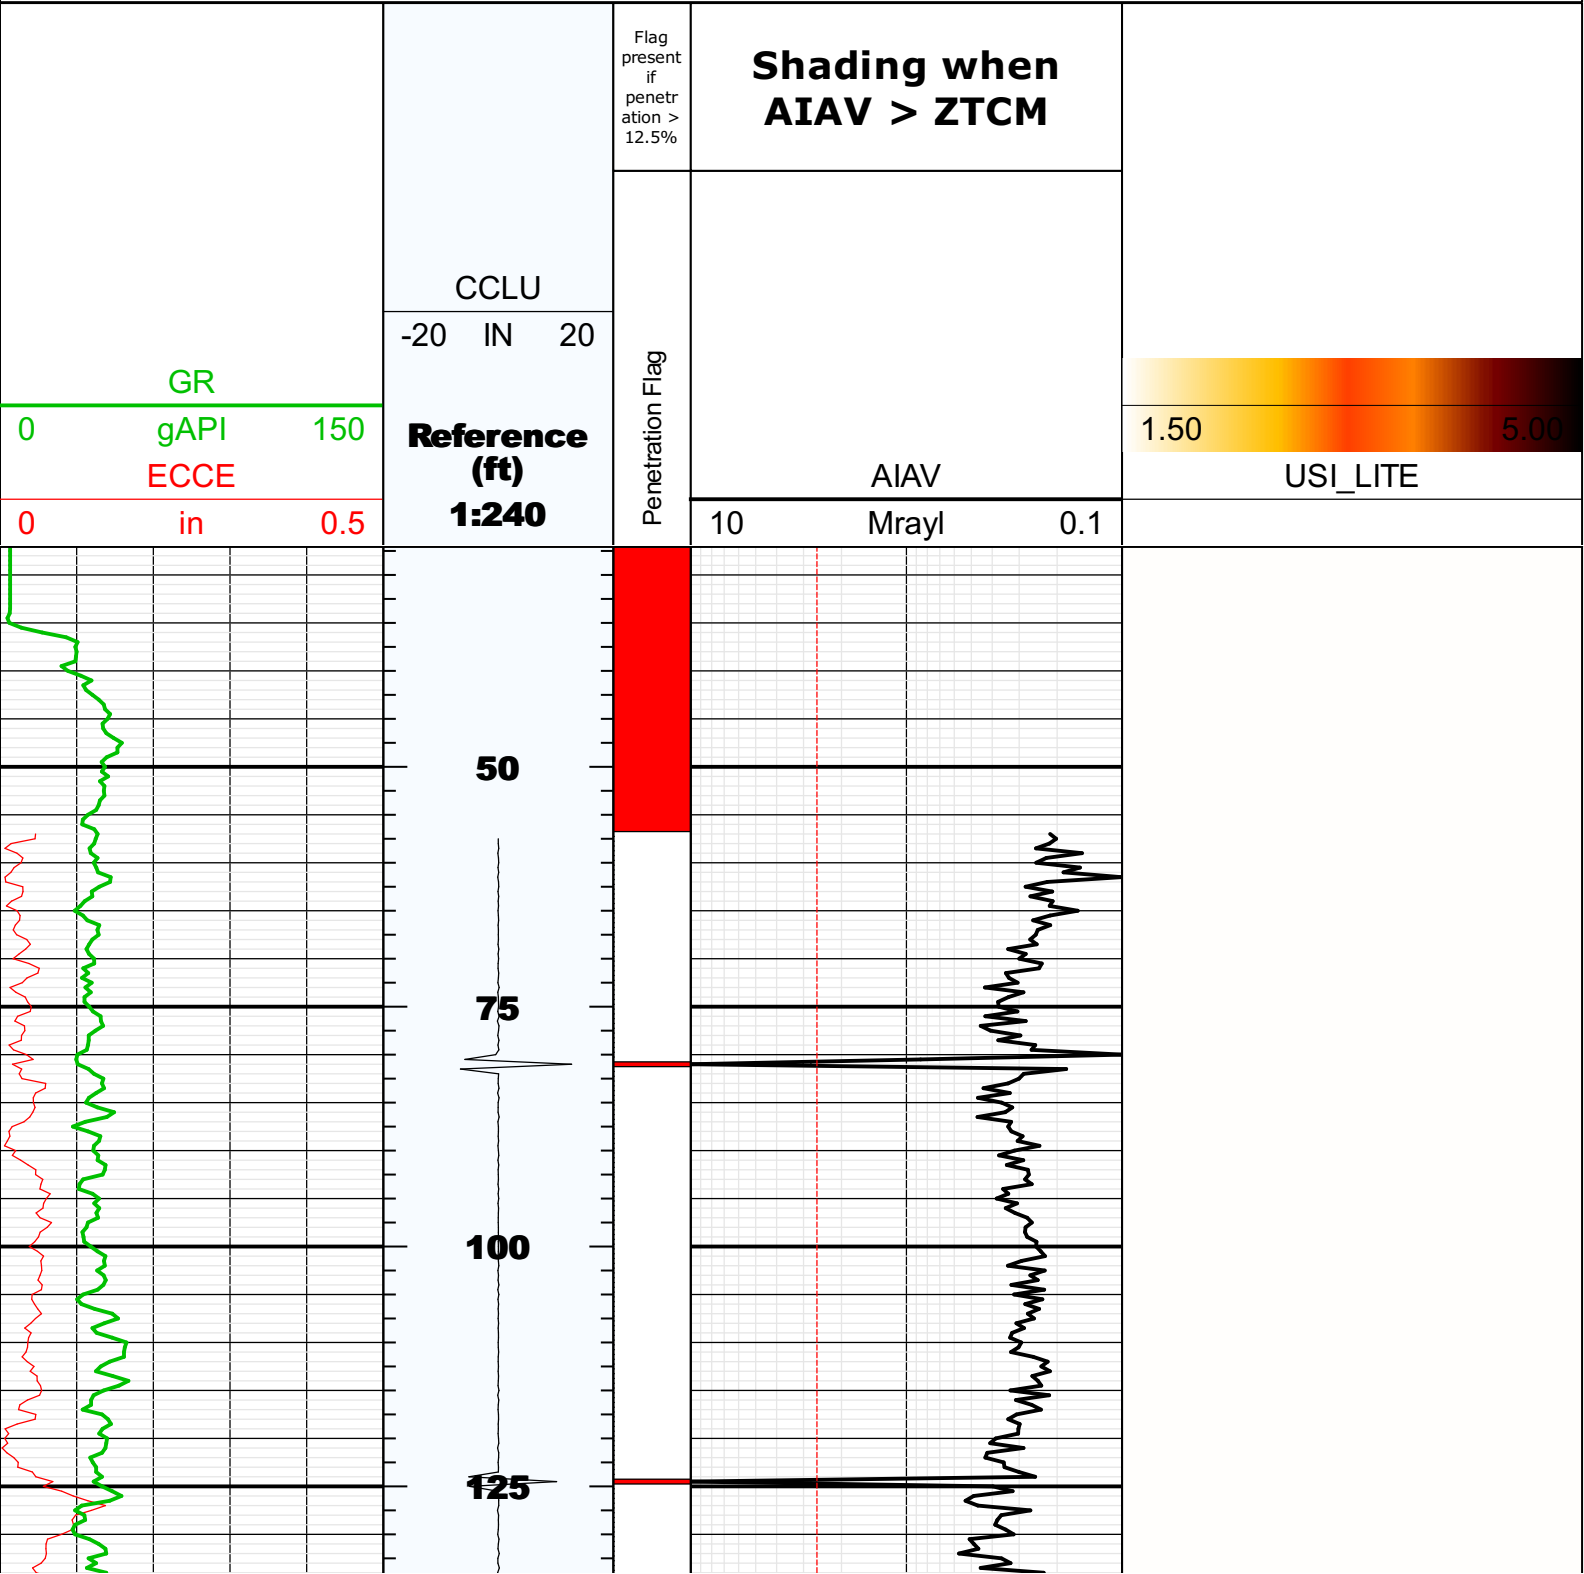 Flag
present
if
penetr
ation >
12.5%
Shading when
AIAV > ZTCM
CCLU
-20 IN 20
GR
0 gAPI 150
ECCE
0 in 0.5
Reference
(ft)
1:240
Penetration Flag
AIAV
10 Mrayl 0.1
1.50 5.00
USI_LITE
50
75
100
125